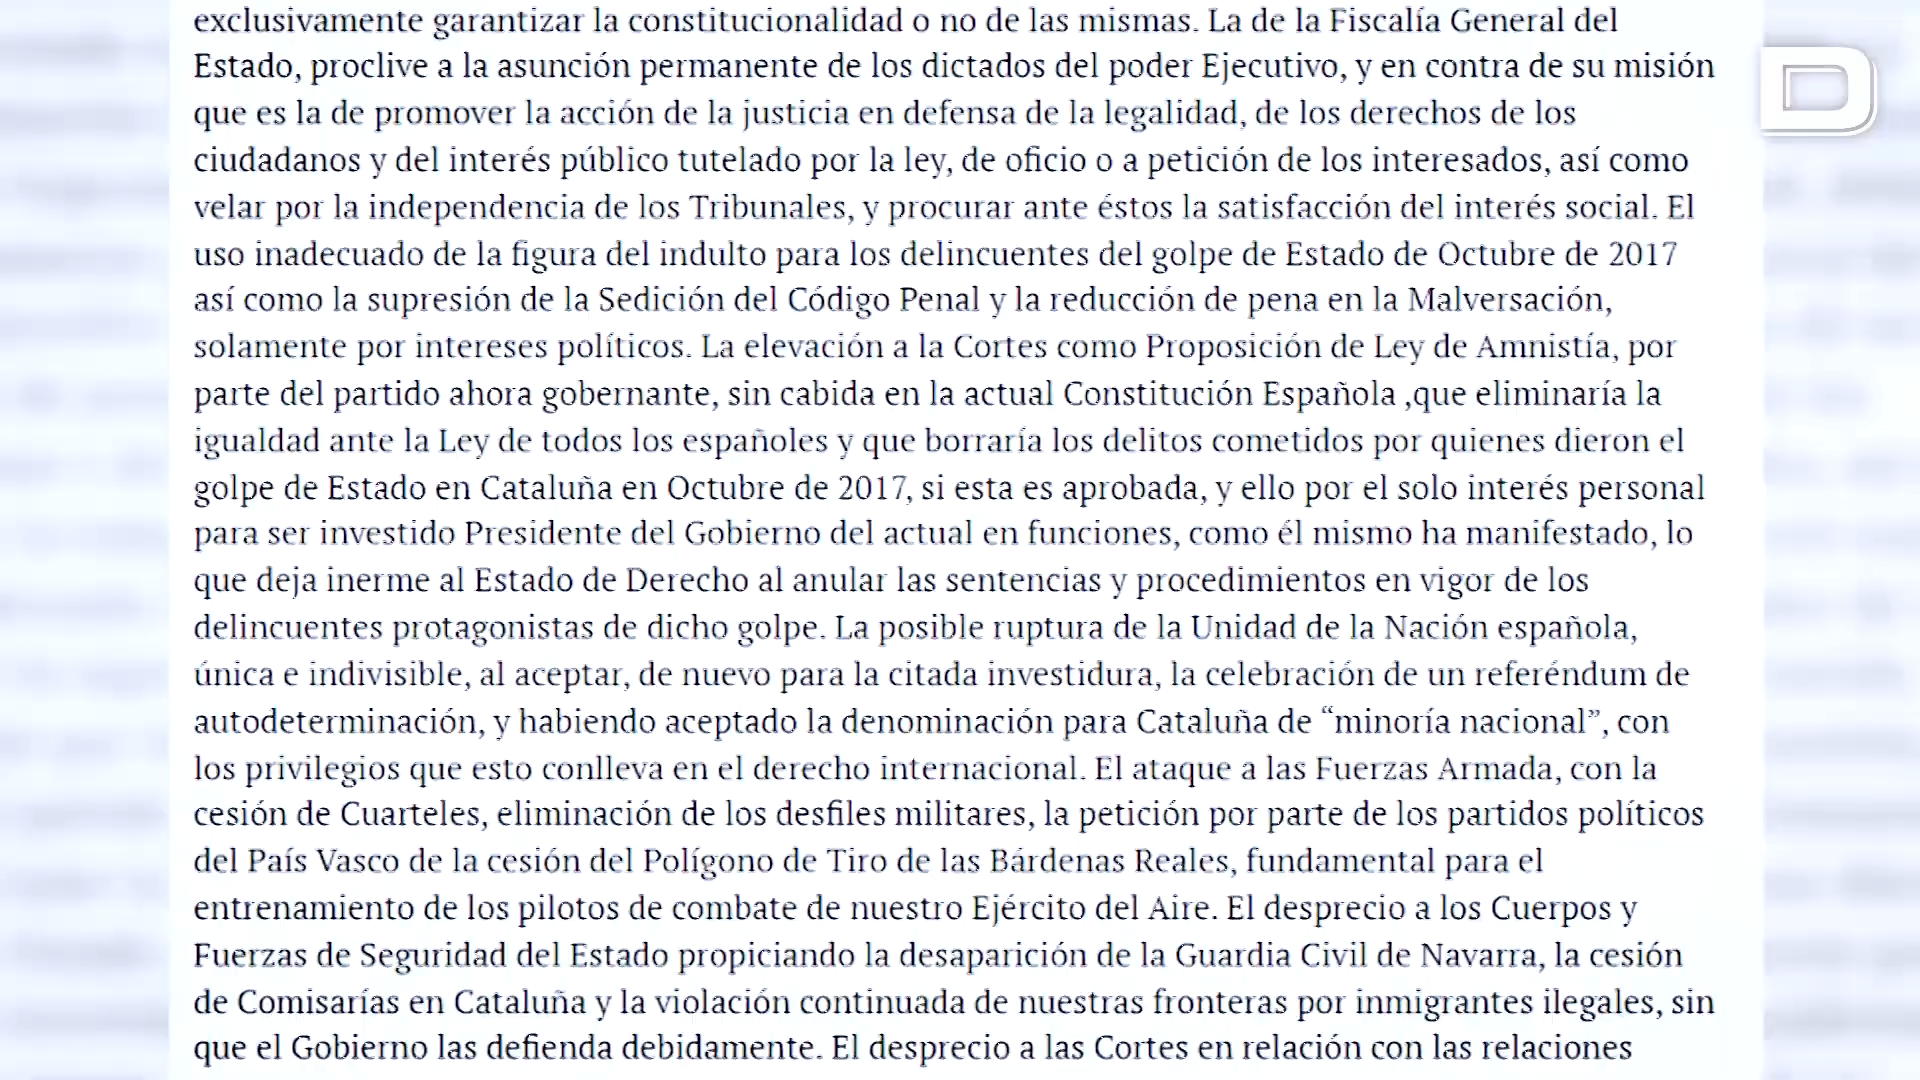 exclusivamente garantizar la constitucionalidad o no de las mismas. La de la Fiscalía General del
Estado, proclive a la asunción permanente de los dictados del poder Ejecutivo, y en contra de su misión
que es la de promover la acción de la justicia en defensa de la legalidad, de los derechos de los
ciudadanos y del interés público tutelado por la ley, de oficio o a petición de los interesados, así como
velar por la independencia de los Tribunales, y procurar ante éstos la satisfacción del interés social. El
uso inadecuado de la figura del indulto para los delincuentes del golpe de Estado de Octubre de 2017
así como la supresión de la Sedición del Código Penal y la reducción de pena en la Malversación,
solamente por intereses políticos. La elevación a la Cortes como Proposición de Ley de Amnistía, por
parte del partido ahora gobernante, sin cabida en la actual Constitución Española ,que eliminaría la
igualdad ante la Ley de todos los españoles y que borraría los delitos cometidos por quienes dieron el
golpe de Estado en Cataluña en Octubre de 2017, si esta es aprobada, y ello por el solo interés personal
para ser investido Presidente del Gobierno del actual en funciones, como él mismo ha manifestado, lo
que deja inerme al Estado de Derecho al anular las sentencias y procedimientos en vigor de los
delincuentes protagonistas de dicho golpe. La posible ruptura de la Unidad de la Nación española,
única e indivisible, al aceptar, de nuevo para la citada investidura, la celebración de un referéndum de
autodeterminación, y habiendo aceptado la denominación para Cataluña de “minoría nacional”, con
los privilegios que esto conlleva en el derecho internacional. El ataque a las Fuerzas Armada, con la
cesión de Cuarteles, eliminación de los desfiles militares, la petición por parte de los partidos políticos
del País Vasco de la cesión del Polígono de Tiro de las Bárdenas Reales, fundamental para el
entrenamiento de los pilotos de combate de nuestro Ejército del Aire. El desprecio a los Cuerpos y
Fuerzas de Seguridad del Estado propiciando la desaparición de la Guardia Civil de Navarra, la cesión
de Comisarías en Cataluña y la violación continuada de nuestras fronteras por inmigrantes ilegales, sin
que el Gobierno las defienda debidamente. El desprecio a las Cortes en relación con las relaciones
D